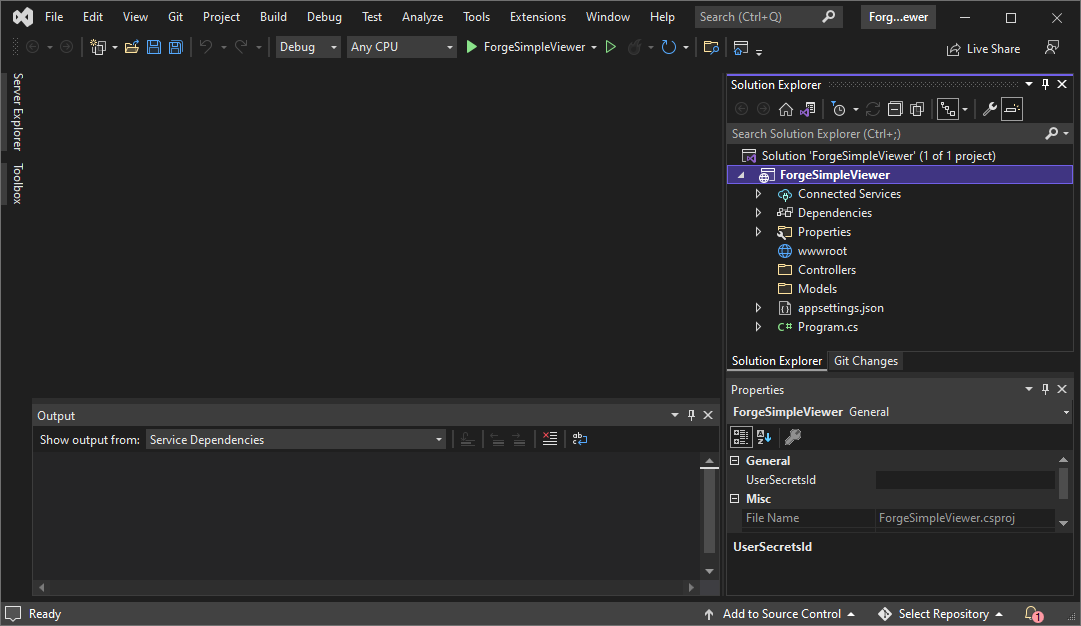 File Edit View Git Project Build Debug Test Analyze Tools Extensions Window Help Search (Ctrl+Q) Forg...ewer
Debug Any CPU ForgeSimpleViewer Live Share
Server Explorer
Toolbox
Solution Explorer
Search Solution Explorer (Ctrl+;)
Solution 'ForgeSimpleViewer' (1 of 1 project)
ForgeSimpleViewer
Connected Services
Dependencies
Properties
wwwroot
Controllers
Models
appsettings.json
C# Program.cs
Solution Explorer Git Changes
Properties
ForgeSimpleViewer General
General
UserSecretsId
Misc
File Name ForgeSimpleViewer.csproj
UserSecretsId
Output
Show output from: Service Dependencies
Ready Add to Source Control Select Repository 1